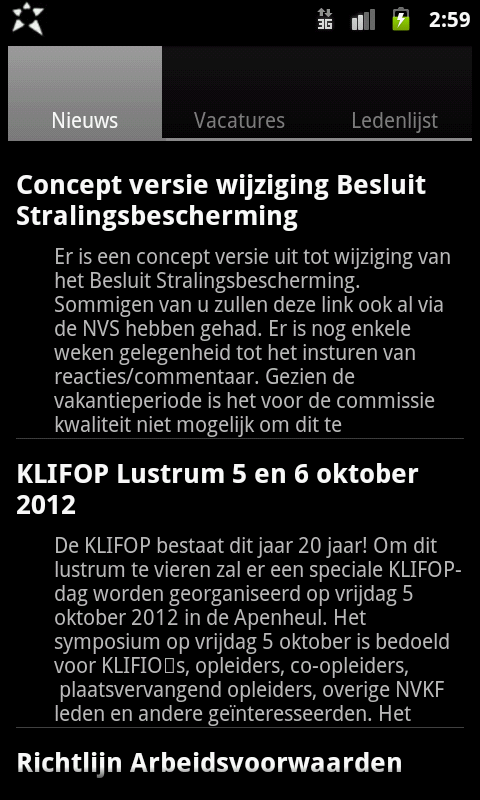 3G 2:59
Nieuws Vacatures Ledenlijst
Concept versie wijziging Besluit
Stralingsbescherming
Er is een concept versie uit tot wijziging van
het Besluit Stralingsbescherming.
Sommigen van u zullen deze link ook al via
de NVS hebben gehad. Er is nog enkele
weken gelegenheid tot het insturen van
reacties/commentaar. Gezien de
vakantieperiode is het voor de commissie
kwaliteit niet mogelijk om dit te
KLIFOP Lustrum 5 en 6 oktober
2012
De KLIFOP bestaat dit jaar 20 jaar! Om dit
lustrum te vieren zal er een speciale KLIFOP-
dag worden georganiseerd op vrijdag 5
oktober 2012 in de Apenheul. Het
symposium op vrijdag 5 oktober is bedoeld
voor KLIFIO▯s, opleiders, co-opleiders,
plaatsvervangend opleiders, overige NVKF
leden en andere geïnteresseerden. Het
Richtlijn Arbeidsvoorwaarden